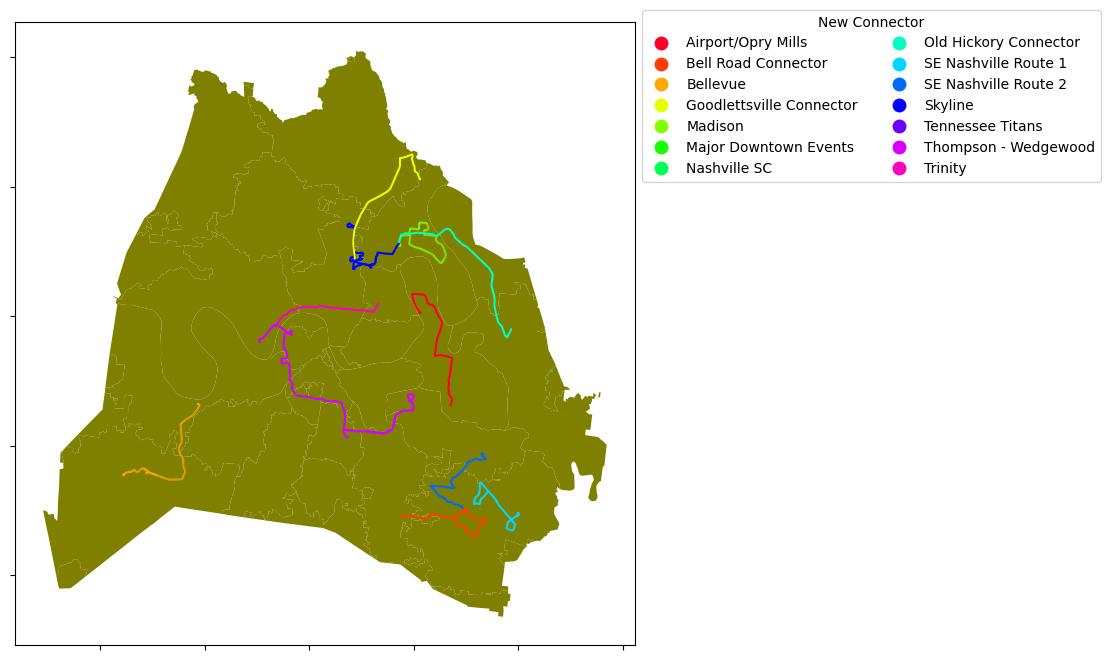 New Connector
Airport/Opry Mills
Bell Road Connector
Bellevue
Goodlettsville Connector
Madison
Major Downtown Events
Nashville SC
Old Hickory Connector
SE Nashville Route 1
SE Nashville Route 2
Skyline
Tennessee Titans
Thompson - Wedgewood
Trinity